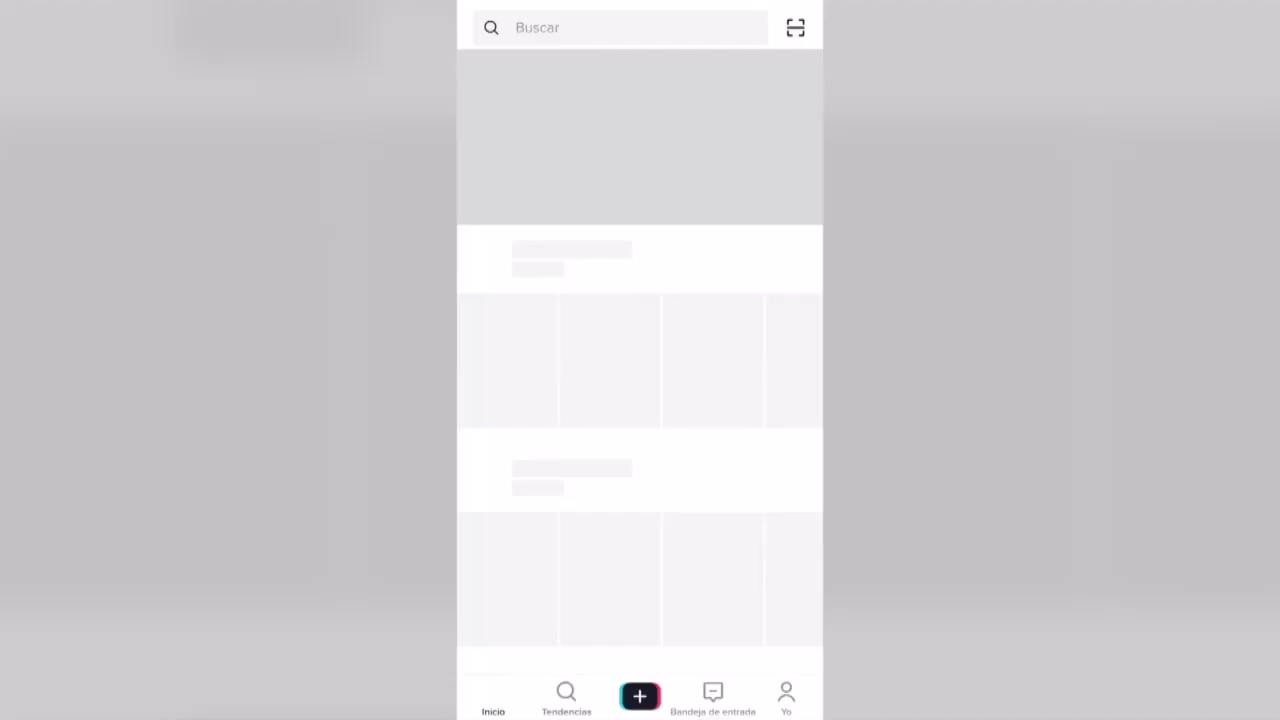 Buscar
Inicio
Tendencias
Bandeja de entrada
Yo